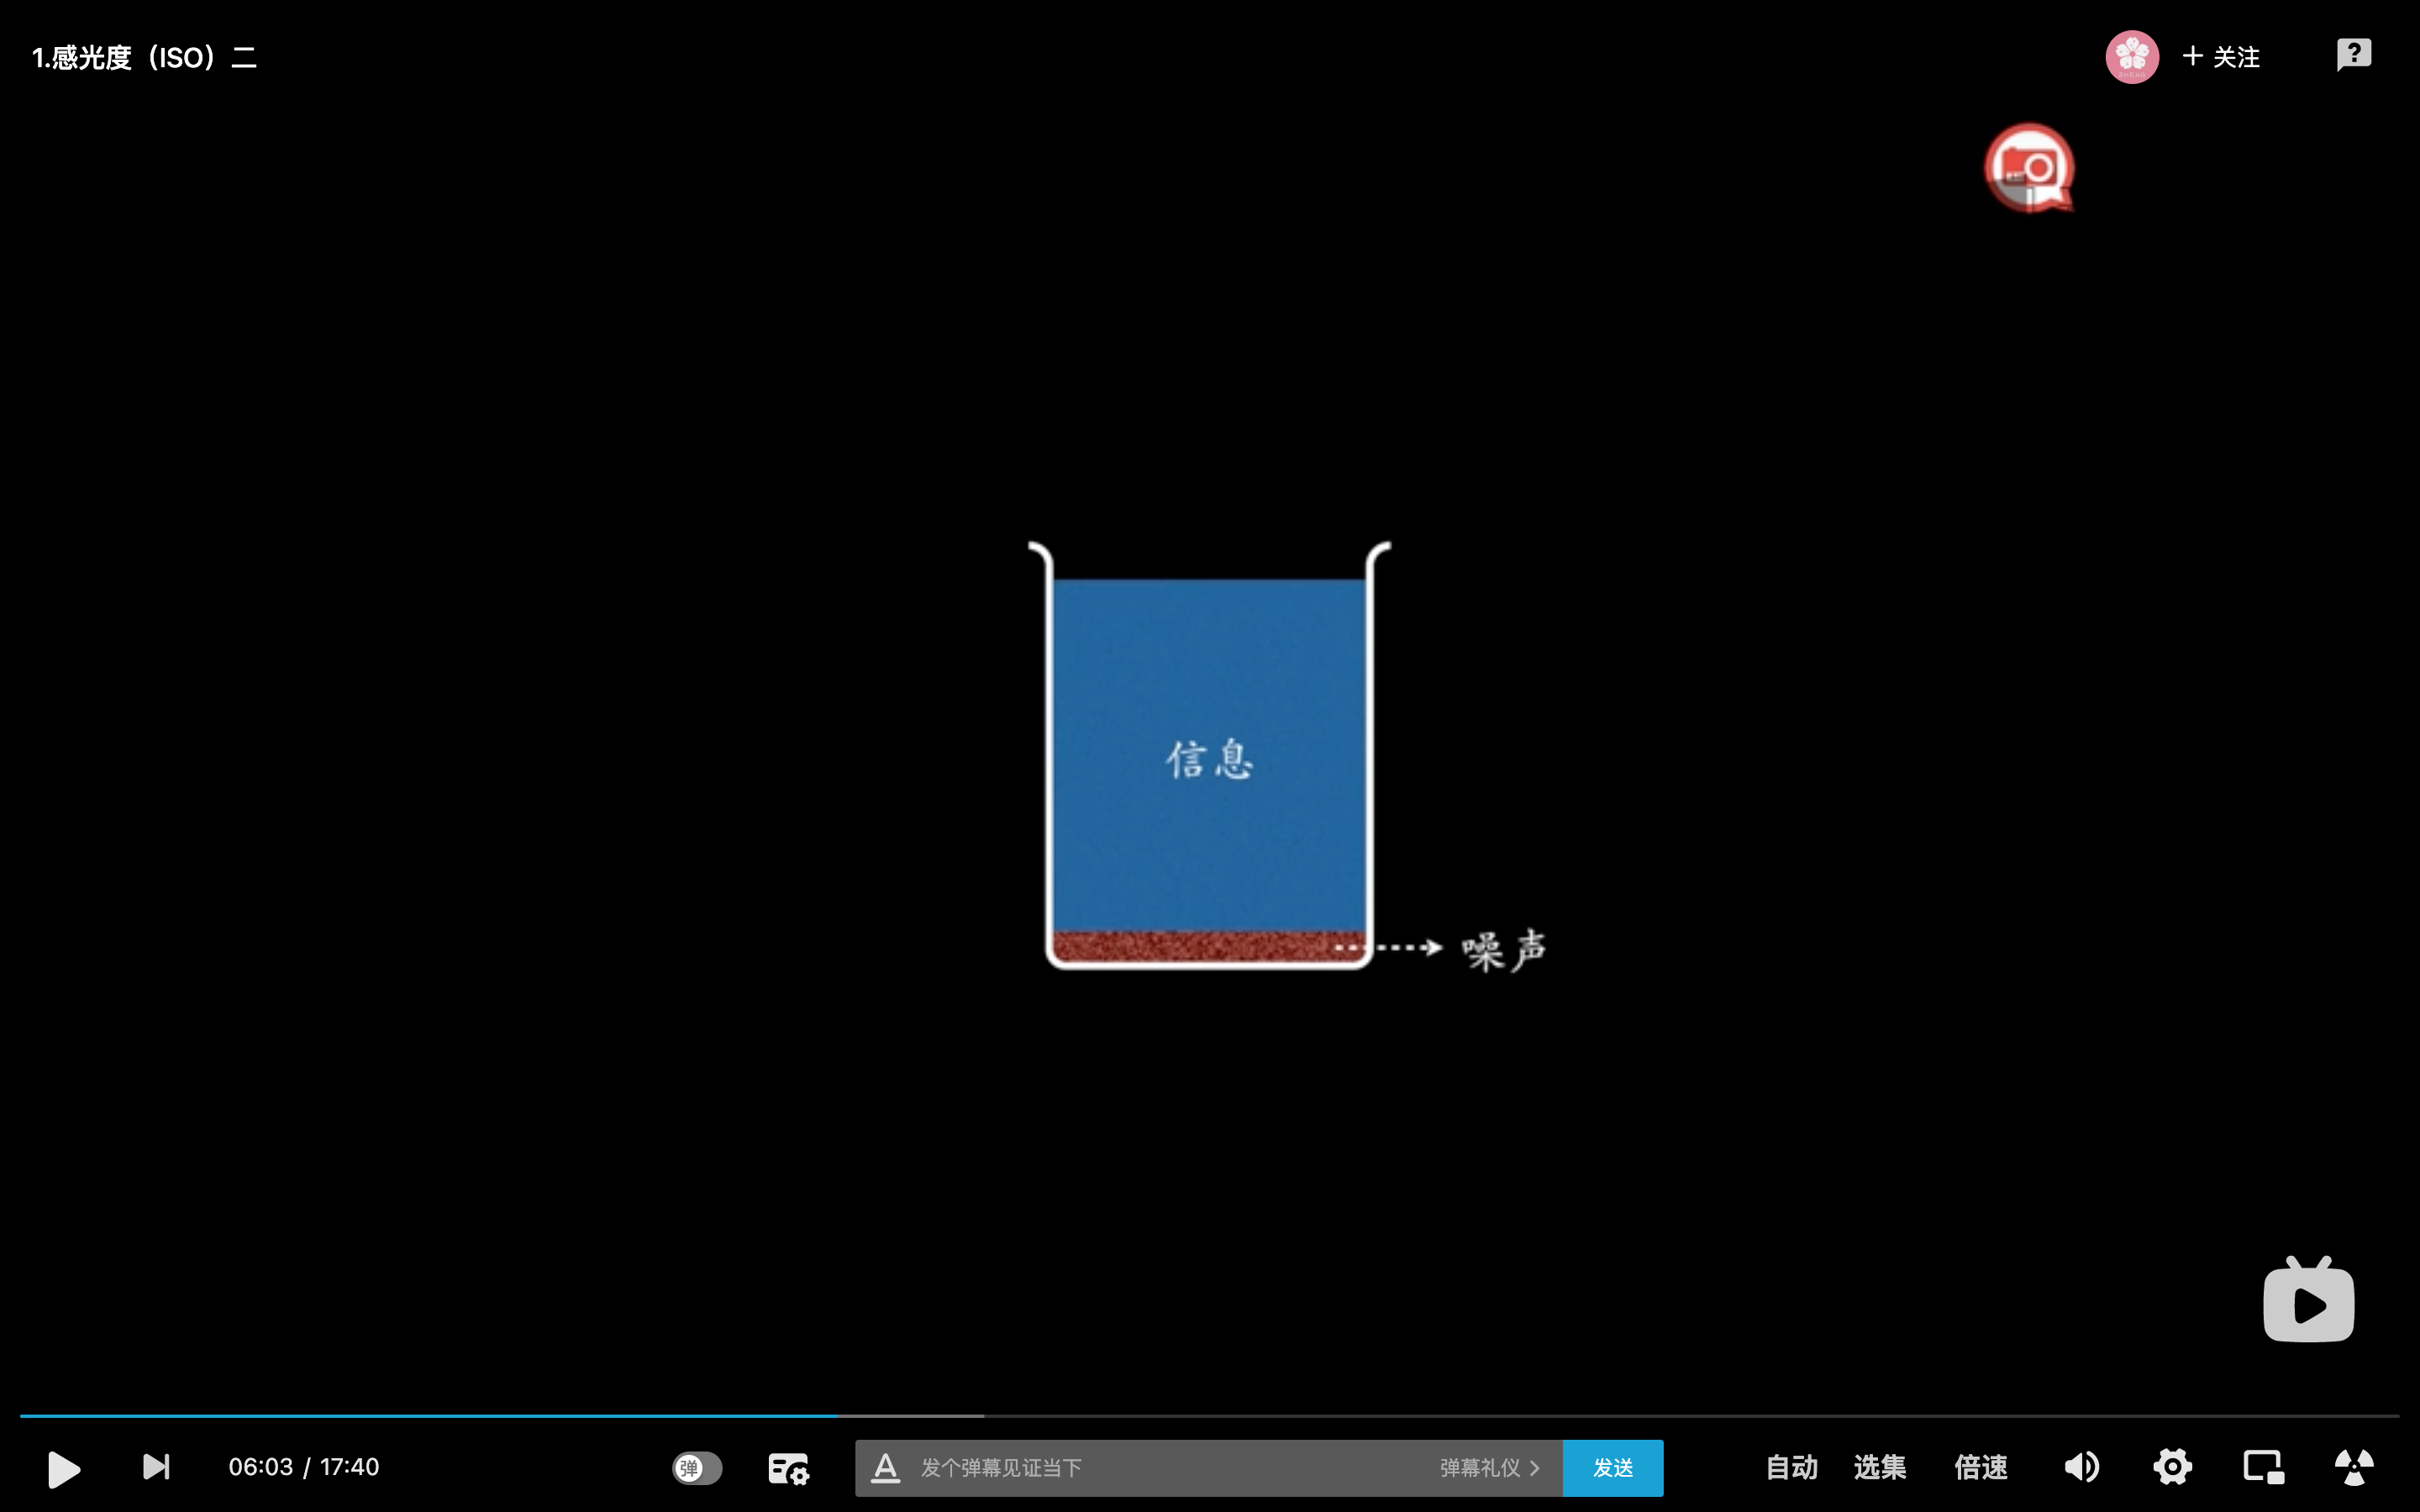 1.感光度（ISO）二
ZHENG
关注
信息
噪声
06:03 / 17:40
弹
发个弹幕见证当下
弹幕礼仪
发送
自动
选集
倍速